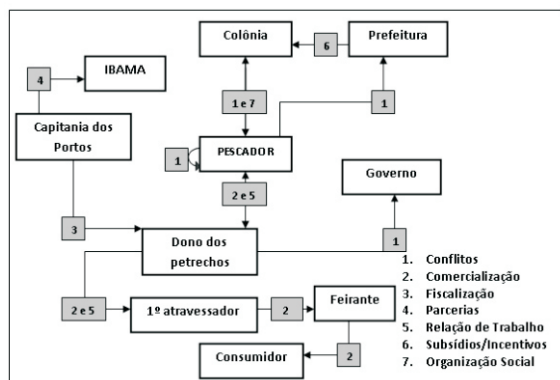 Colônia
6
Prefeitura
4
IBAMA
1 e 7
1
Capitania dos
Portos
PESCADOR
1
Governo
2 e 5
3
Dono dos
petrechos
1
2 e 5
1º atravessador
2
Feirante
Consumidor
2
1. Conflitos
2. Comercialização
3. Fiscalização
4. Parcerias
5. Relação de Trabalho
6. Subsídios/Incentivos
7. Organização Social